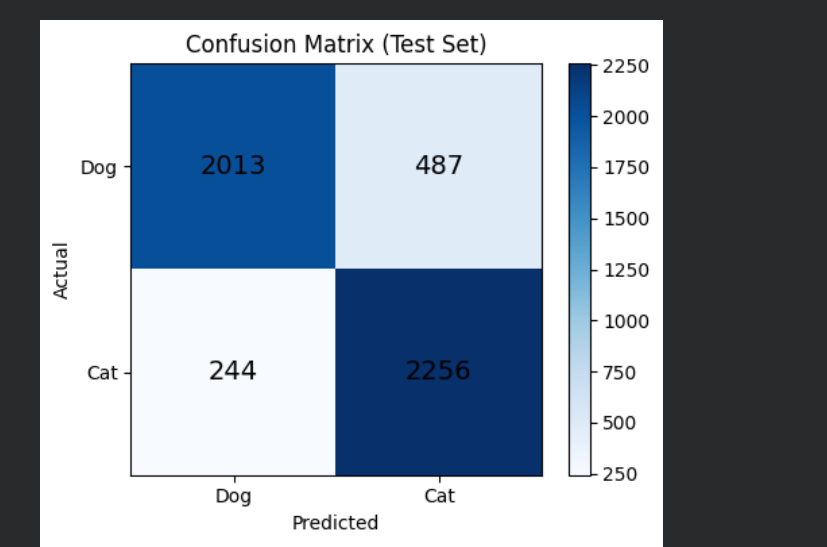 Confusion Matrix (Test Set)
2250
2000
Dog
2013
487
1750
1500
Actual
1250
1000
Cat
244
2256
750
500
250
Dog
Cat
Predicted